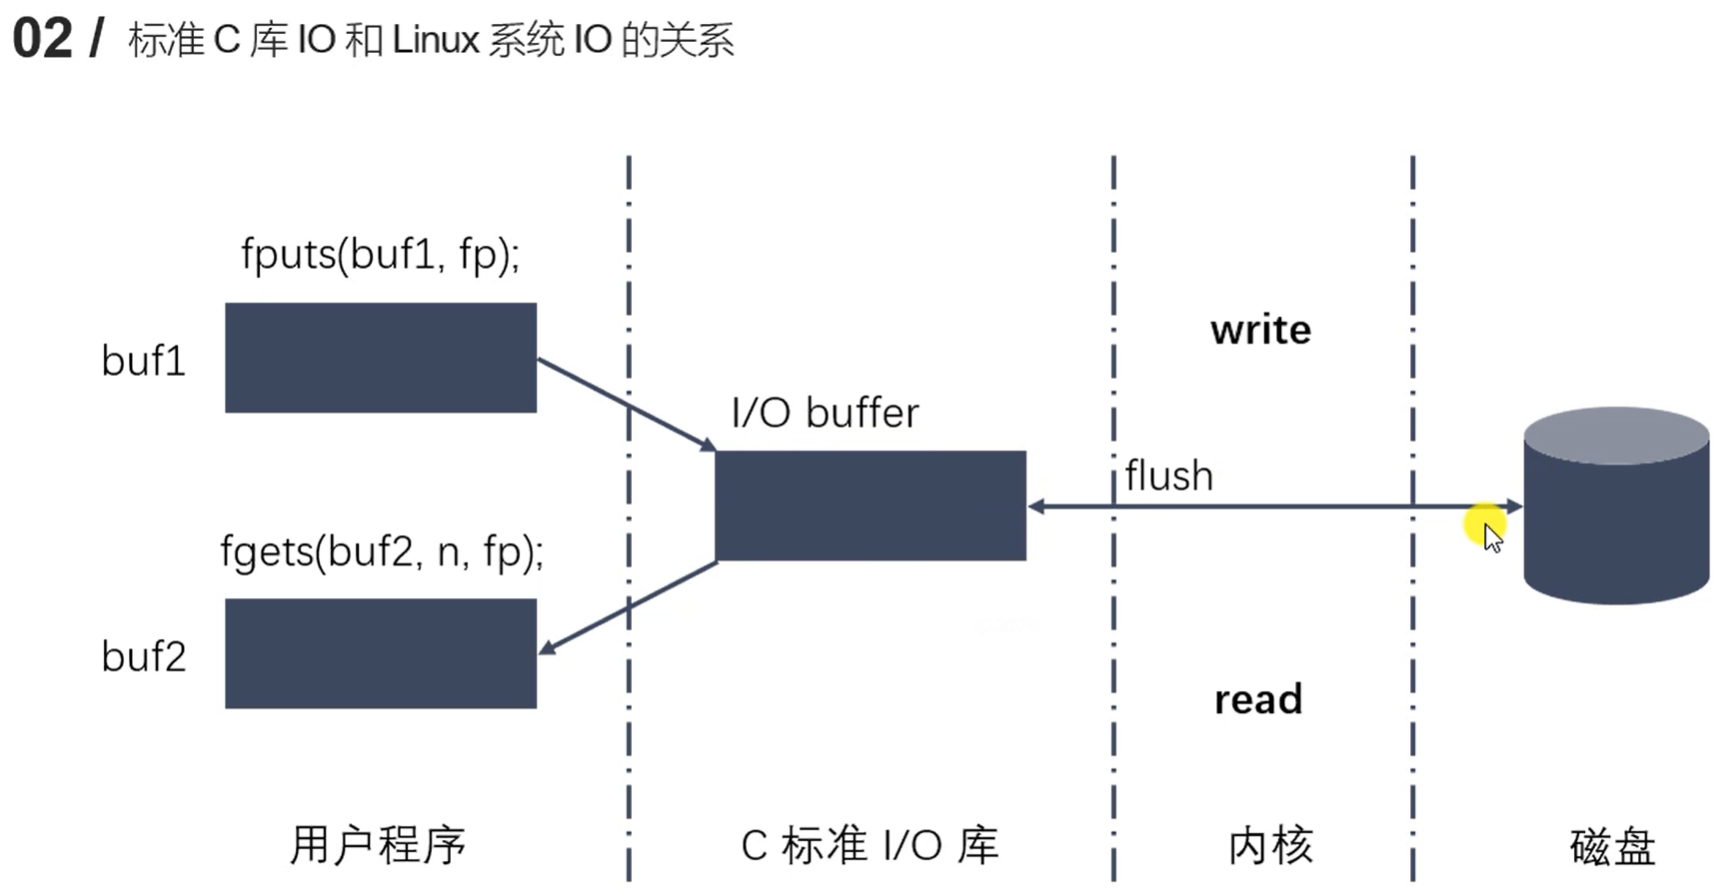 02 / 标准 C 库 IO 和 Linux 系统 IO 的关系
fputs(buf1, fp);
buf1
I/O buffer
write
flush
fgets(buf2, n, fp);
buf2
read
用户程序
C 标准 I/O 库
内核
磁盘